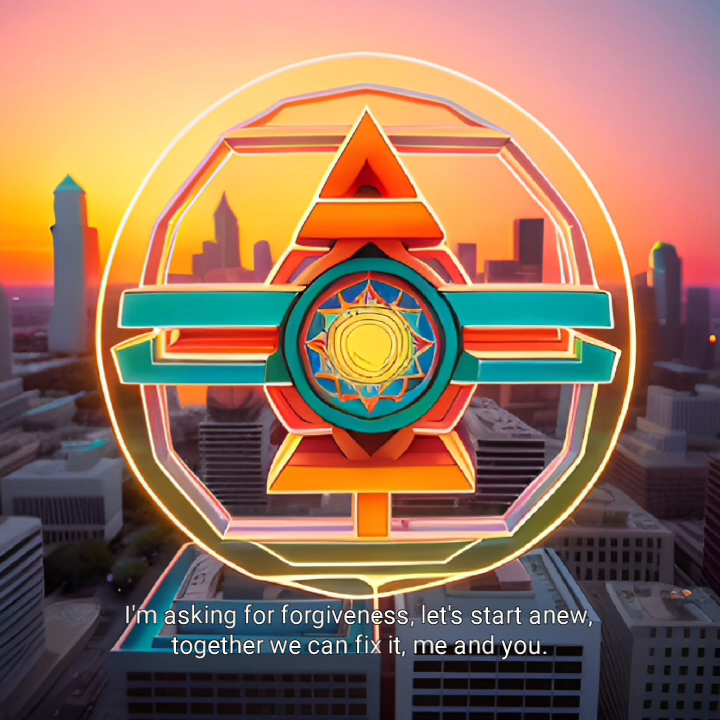 I'm asking for forgiveness, let's start anew,
together we can fix it, me and you.